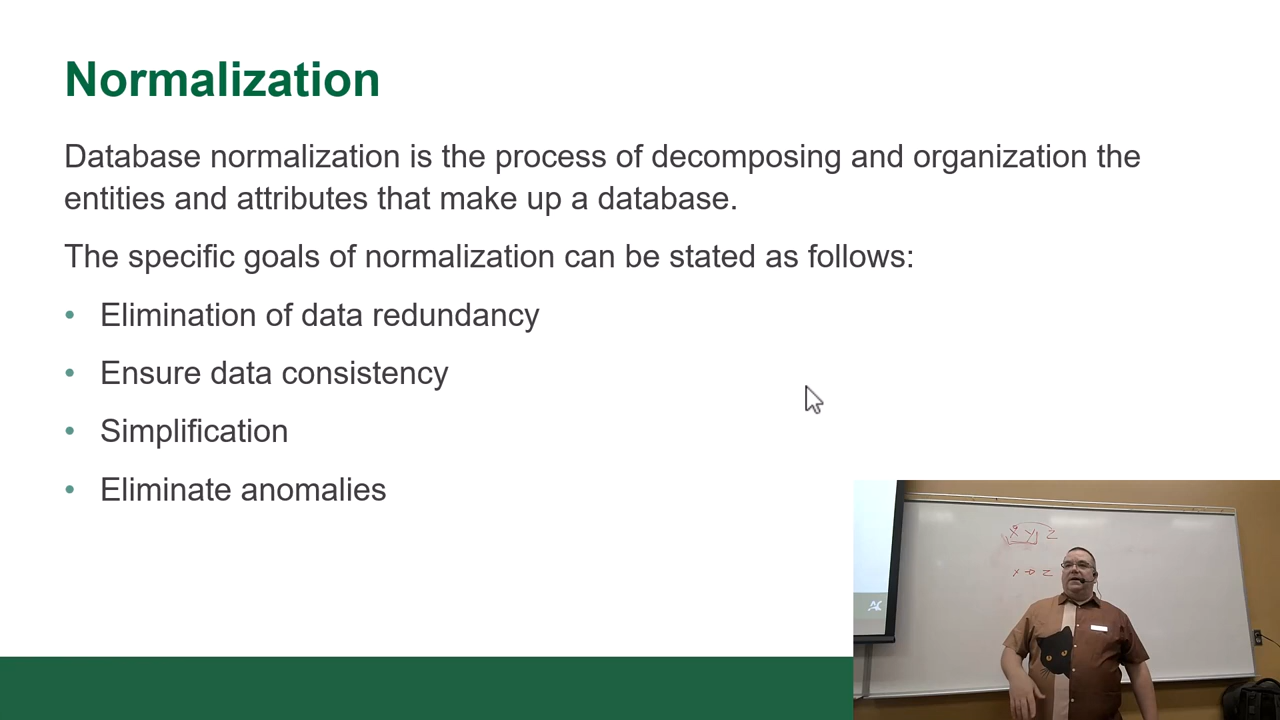 Normalization
Database normalization is the process of decomposing and organization the
entities and attributes that make up a database.
The specific goals of normalization can be stated as follows:
• Elimination of data redundancy
• Ensure data consistency
• Simplification
• Eliminate anomalies
x y z
x → z